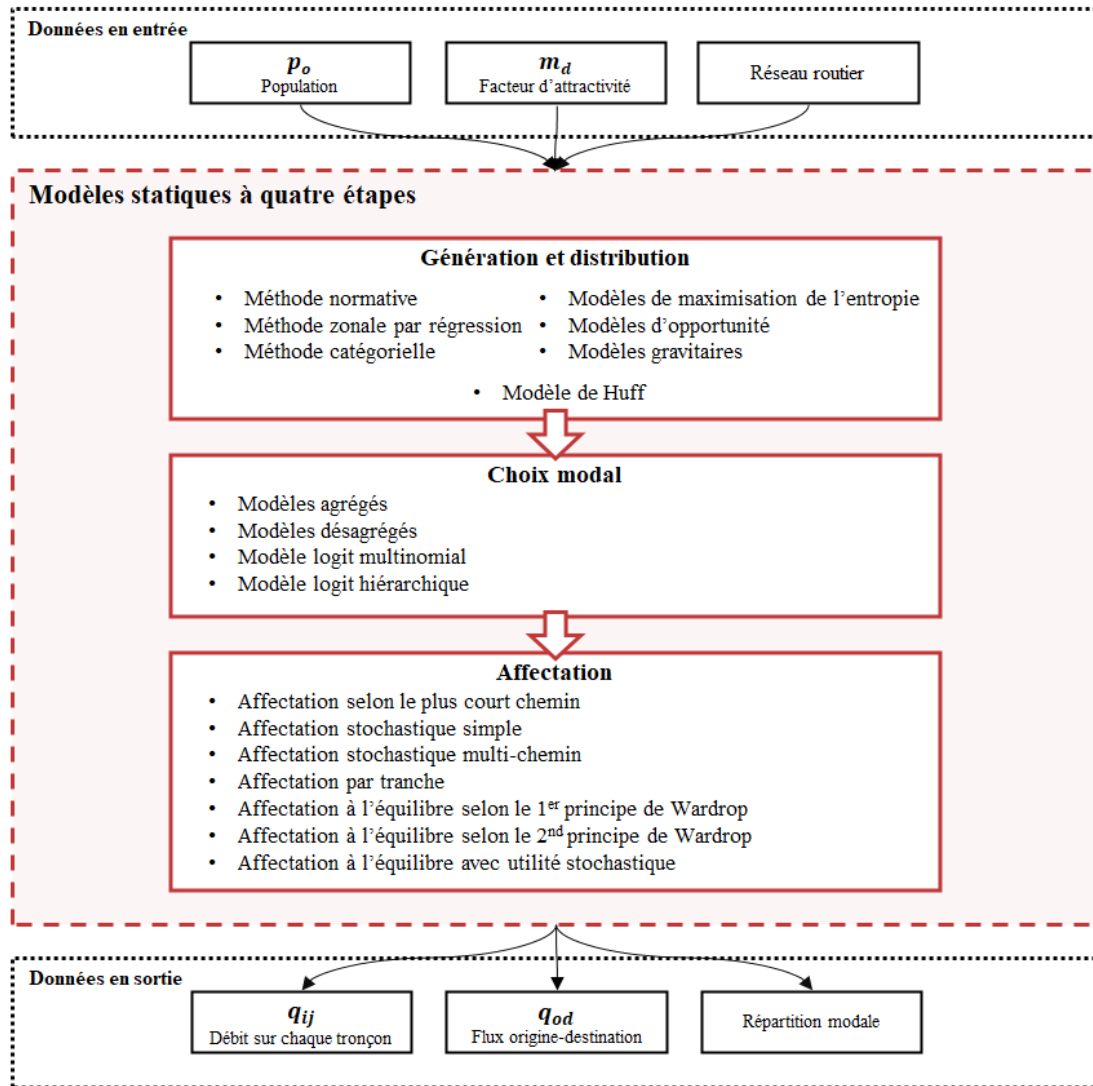 Données en entrée
p_o
Population
m_d
Facteur d'attractivité
Réseau routier
Modèles statiques à quatre étapes
Génération et distribution
• Méthode normative
• Méthode zonale par régression
• Méthode catégorielle
• Modèles de maximisation de l'entropie
• Modèles d'opportunité
• Modèles gravitaires
• Modèle de Huff
Choix modal
• Modèles agrégés
• Modèles désagrégés
• Modèle logit multinomial
• Modèle logit hiérarchique
Affectation
• Affectation selon le plus court chemin
• Affectation stochastique simple
• Affectation stochastique multi-chemin
• Affectation par tranche
• Affectation à l'équilibre selon le 1er principe de Wardrop
• Affectation à l'équilibre selon le 2nd principe de Wardrop
• Affectation à l'équilibre avec utilité stochastique
Données en sortie
q_ij
Débit sur chaque tronçon
q_od
Flux origine-destination
Répartition modale